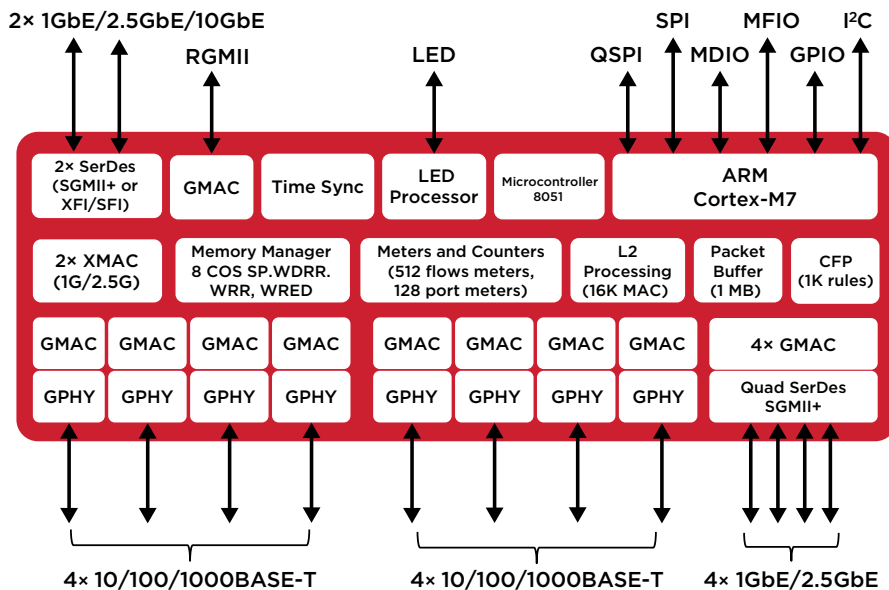 2× 1GbE/2.5GbE/10GbE
SPI
MFIO
I²C
RGMII
LED
QSPI
MDIO
GPIO
2× SerDes
(SGMII+ or
XFI/SFI)
GMAC
Time Sync
LED
Processor
Microcontroller
8051
ARM
Cortex-M7
2× XMAC
(1G/2.5G)
Memory Manager
8 COS SP.WDRR.
WRR, WRED
Meters and Counters
(512 flows meters,
128 port meters)
L2
Processing
(16K MAC)
Packet
Buffer
(1 MB)
CFP
(1K rules)
GMAC
GMAC
GMAC
GMAC
GMAC
GMAC
GMAC
GMAC
4× GMAC
GPHY
GPHY
GPHY
GPHY
GPHY
GPHY
GPHY
GPHY
Quad SerDes
SGMII+
4× 10/100/1000BASE-T
4× 10/100/1000BASE-T
4× 1GbE/2.5GbE